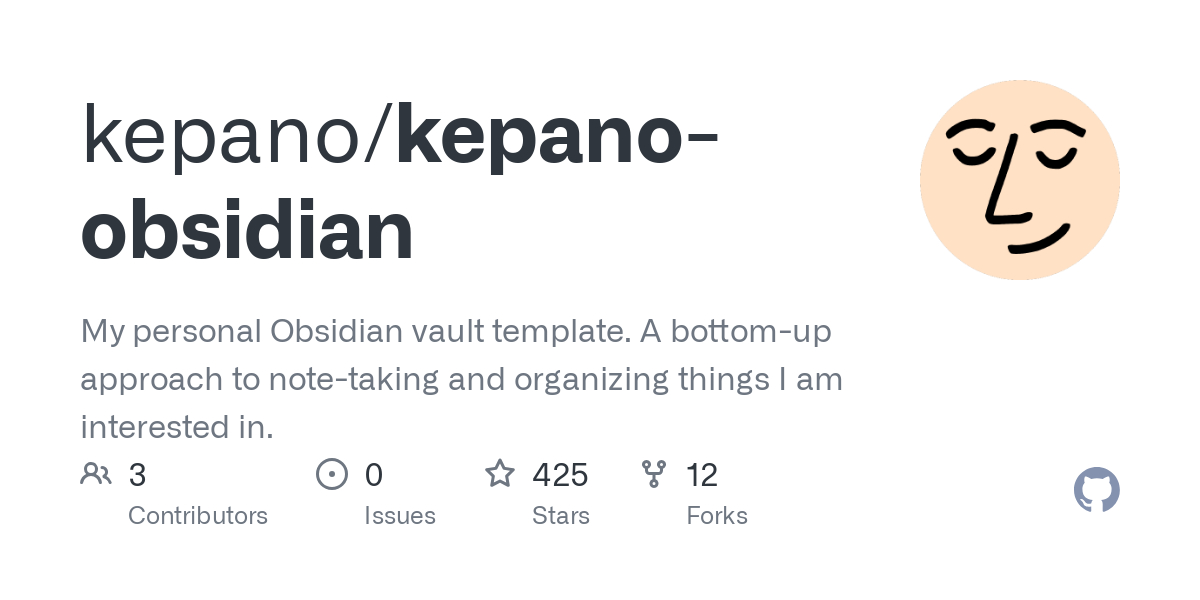 kepano/kepano-
obsidian
My personal Obsidian vault template. A bottom-up
approach to note-taking and organizing things I am
interested in.
3 0 425 12
Contributors Issues Stars Forks